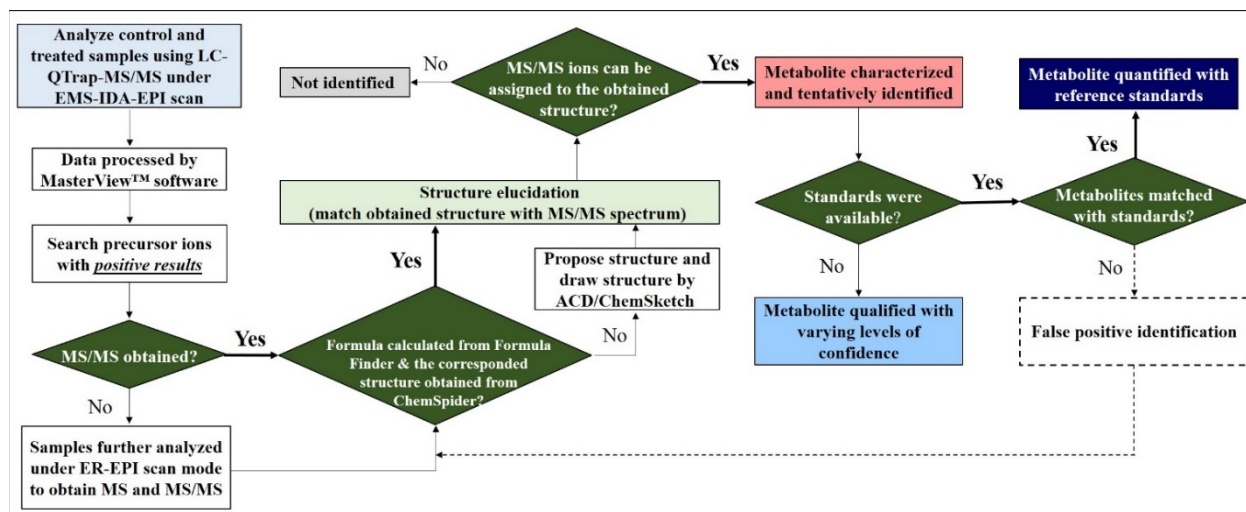 Analyze control and
treated samples using LC-
QTrap-MS/MS under
EMS-IDA-EPI scan
Data processed by
MasterView™ software
Search precursor ions
with positive results
MS/MS obtained?
Yes
No
Samples further analyzed
under ER-EPI scan mode
to obtain MS and MS/MS
Formula calculated from Formula
Finder & the corresponded
structure obtained from
ChemSpider?
Yes
No
Propose structure and
draw structure by
ACD/ChemSketch
Structure elucidation
(match obtained structure with MS/MS spectrum)
MS/MS ions can be
assigned to the obtained
structure?
No
Not identified
Yes
Metabolite characterized
and tentatively identified
Standards were
available?
No
Metabolite qualified with
varying levels of
confidence
Yes
Metabolites matched
with standards?
Yes
Metabolite quantified with
reference standards
No
False positive identification